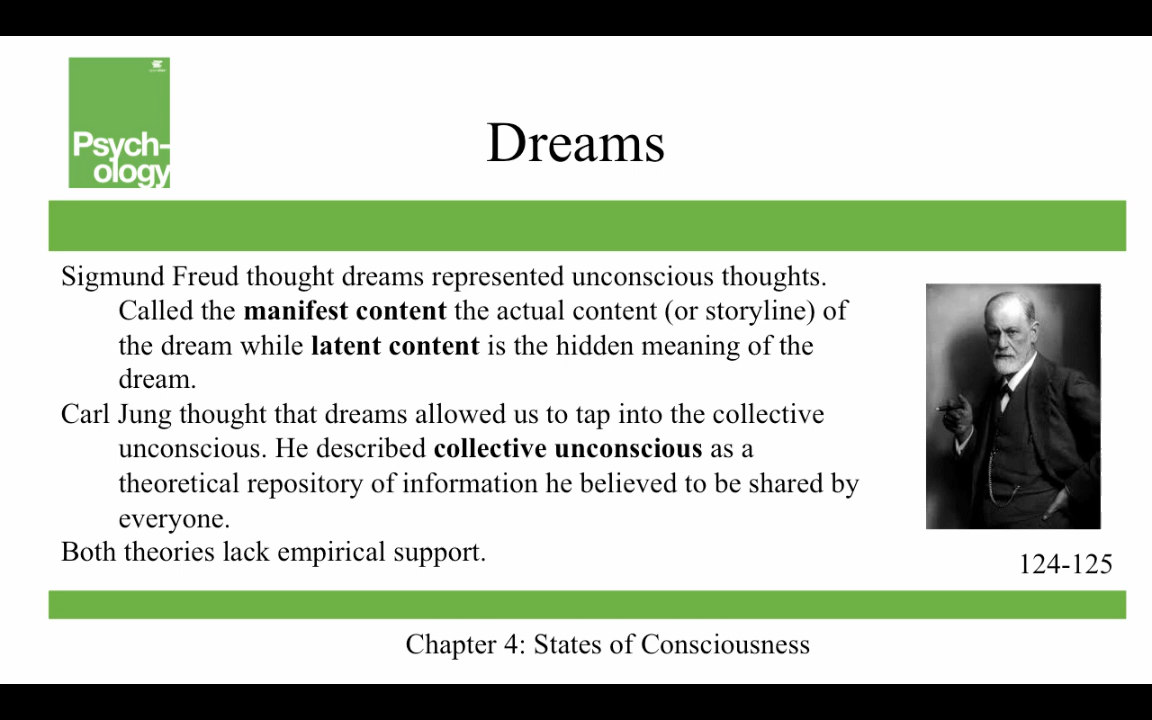 Psych-
ology
Dreams
Sigmund Freud thought dreams represented unconscious thoughts.
Called the manifest content the actual content (or storyline) of
the dream while latent content is the hidden meaning of the
dream.
Carl Jung thought that dreams allowed us to tap into the collective
unconscious. He described collective unconscious as a
theoretical repository of information he believed to be shared by
everyone.
Both theories lack empirical support.
124-125
Chapter 4: States of Consciousness